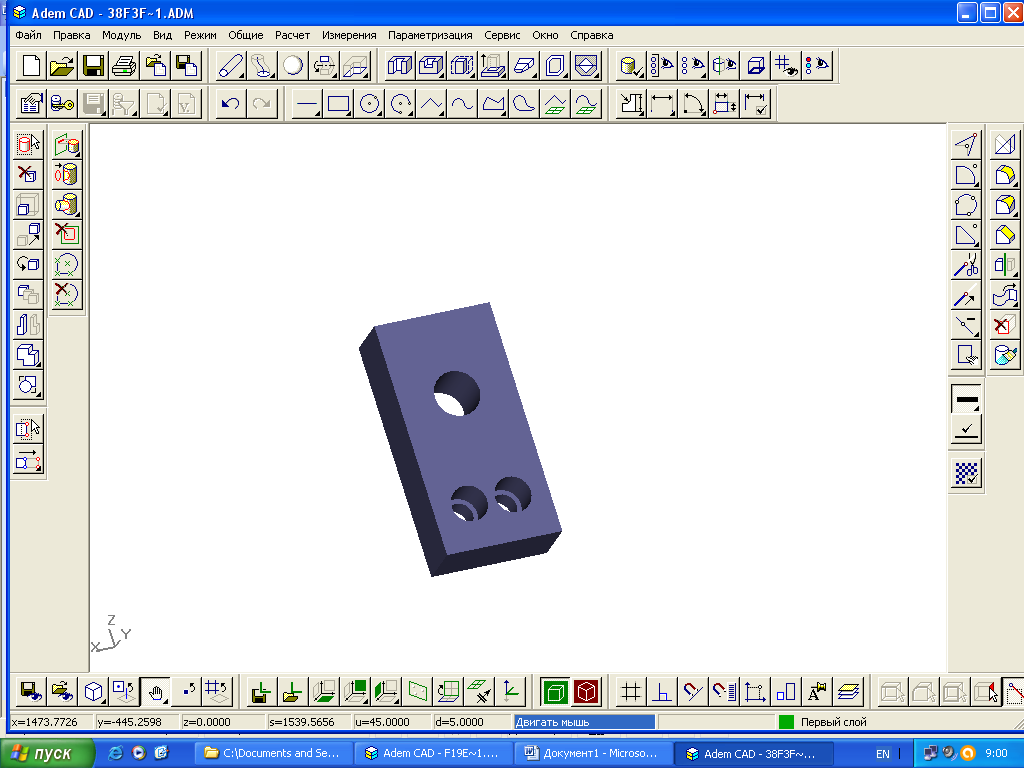 Adem CAD - 38F3F~1.ADM
Файл Правка Модуль Вид Режим Общие Расчет Измерения Параметризация Сервис Окно Справка
Z
Y
X
x=1473.7726 y=-445.2598 z=0.0000 s=1539.5656 u=45.0000 d=5.0000 Двигать мышь Первый слой
пуск C:\Documents and Se... Adem CAD - F19E~1.... Документ1 - Microso... Adem CAD - 38F3F~... EN 9:00